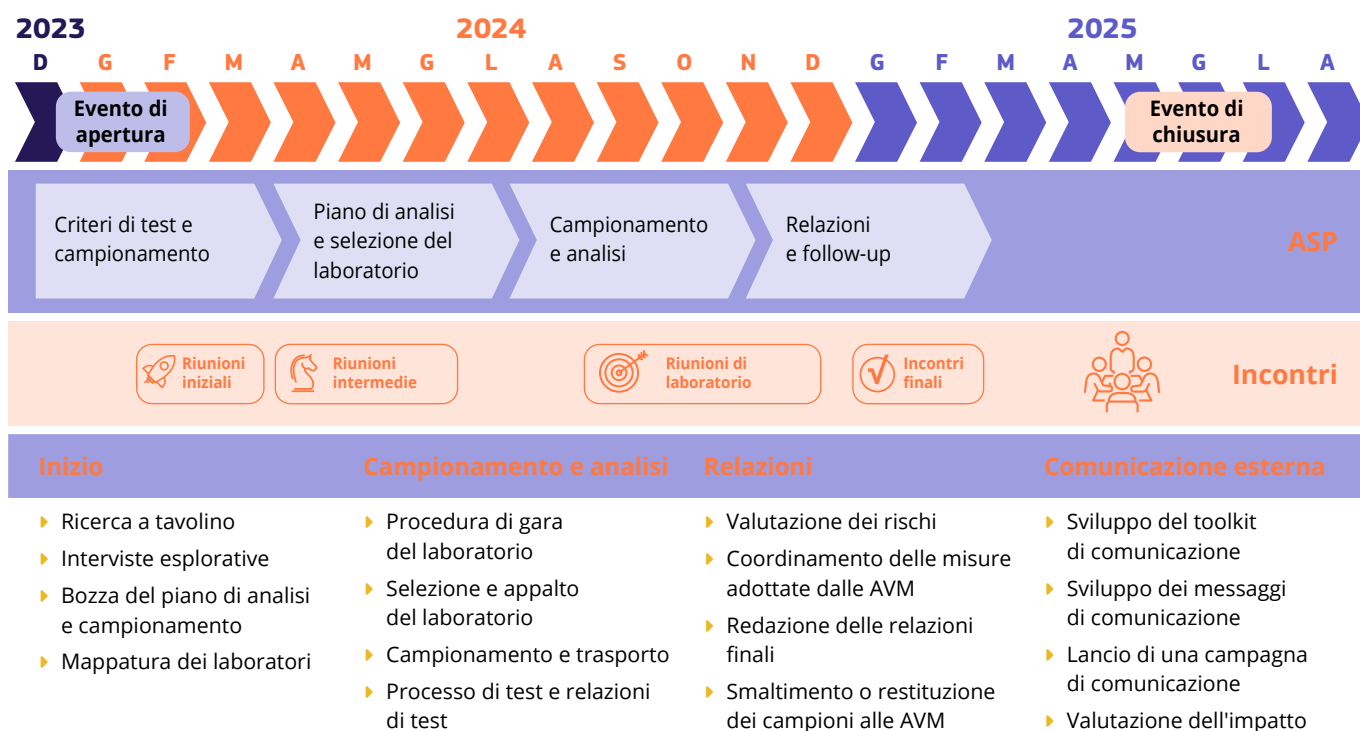 2023
2024
2025
D G F M A M G L A S O N D G F M A M G L A
Evento di
apertura
Evento di
chiusura
Criteri di test e
campionamento
Piano di analisi
e selezione del
laboratorio
Campionamento
e analisi
Relazioni
e follow-up
ASP
Riunioni
iniziali
Riunioni
intermedie
Riunioni di
laboratorio
Incontri
finali
Incontri
Inizio
Ricerca a tavolino
Interviste esplorative
Bozza del piano di analisi
e campionamento
Mappatura dei laboratori
Campionamento e analisi
Procedura di gara
del laboratorio
Selezione e appalto
del laboratorio
Campionamento e trasporto
Processo di test e relazioni
di test
Relazioni
Valutazione dei rischi
Coordinamento delle misure
adottate dalle AVM
Redazione delle relazioni
finali
Smaltimento o restituzione
dei campioni alle AVM
Comunicazione esterna
Sviluppo del toolkit
di comunicazione
Sviluppo dei messaggi
di comunicazione
Lancio di una campagna
di comunicazione
Valutazione dell'impatto